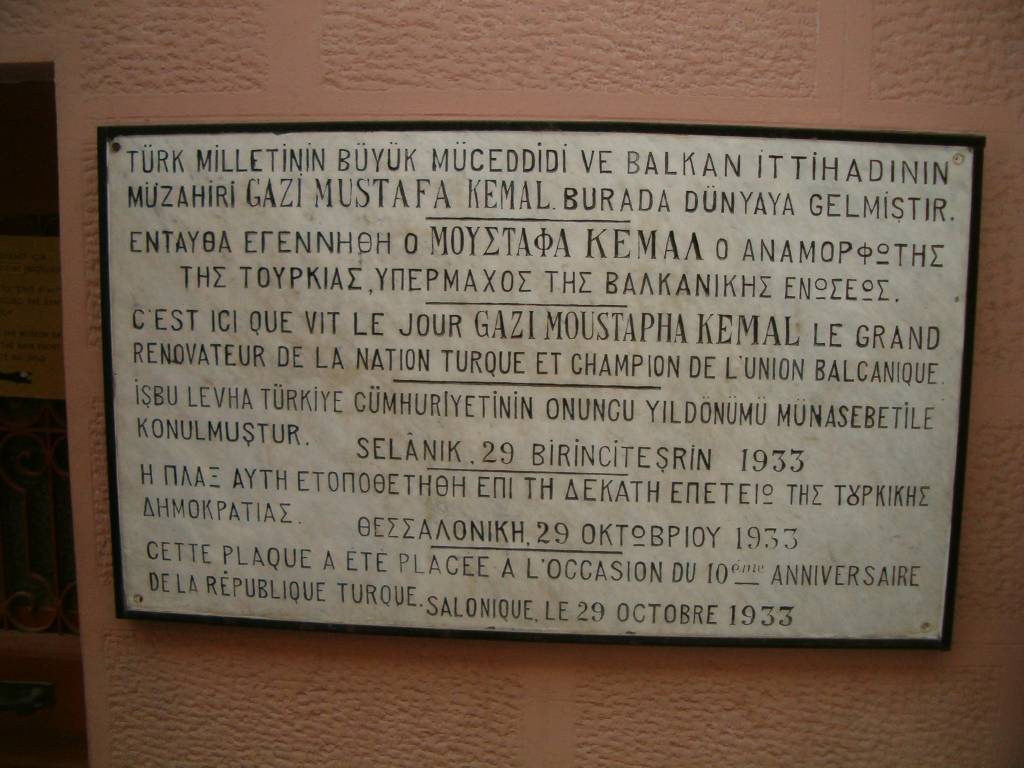 TÜRK MİLLETİNİN BÜYÜK MÜCEDDİDİ VE BALKAN İTTİHADININ
MÜZAHİRİ GAZİ MUSTAFA KEMAL. BURADA DÜNYAYA GELMİŞTİR.
ΕΝΤΑΥΘΑ ΕΓΕΝΝΗΘΗ Ο ΜΟΥΣΤΑΦΑ ΚΕΜΑΛ Ο ΑΝΑΜΟΡΦΩΤΗΣ
ΤΗΣ ΤΟΥΡΚΙΑΣ, ΥΠΕΡΜΑΧΟΣ ΤΗΣ ΒΑΛΚΑΝΙΚΗΣ ΕΝΩΣΕΩΣ.
C'EST ICI QUE VIT LE JOUR GAZI MOUSTAPHA KEMAL LE GRAND
RENOVATEUR DE LA NATION TURQUE ET CHAMPION DE L'UNION BALCANIQUE.
İŞBU LEVHA TÜRKİYE CÜMHURİYETİNİN ONUNCU YILDÖNÜMÜ MÜNASEBETİLE
KONULMUŞTUR. SELÂNİK, 29 BİRİNCİTEŞRİN 1933
Η ΠΛΑΞ ΑΥΤΗ ΕΤΟΠΟΘΕΤΗΘΗ ΕΠΙ ΤΗ ΔΕΚΑΤΗ ΕΠΕΤΕΙΩ ΤΗΣ ΤȢΡΚΙΚΗΣ
ΔΗΜΟΚΡΑΤΙΑΣ. ΘΕΣΣΑΛΟΝΙΚΗ, 29 ΟΚΤΩΒΡΙΟΥ 1933
CETTE PLAQUE A ÉTÉ PLACÉE A L'OCCASION DU 10éme ANNIVERSAIRE
DE LA RÉPUBLIQUE TURQUE. SALONIQUE, LE 29 OCTOBRE 1933